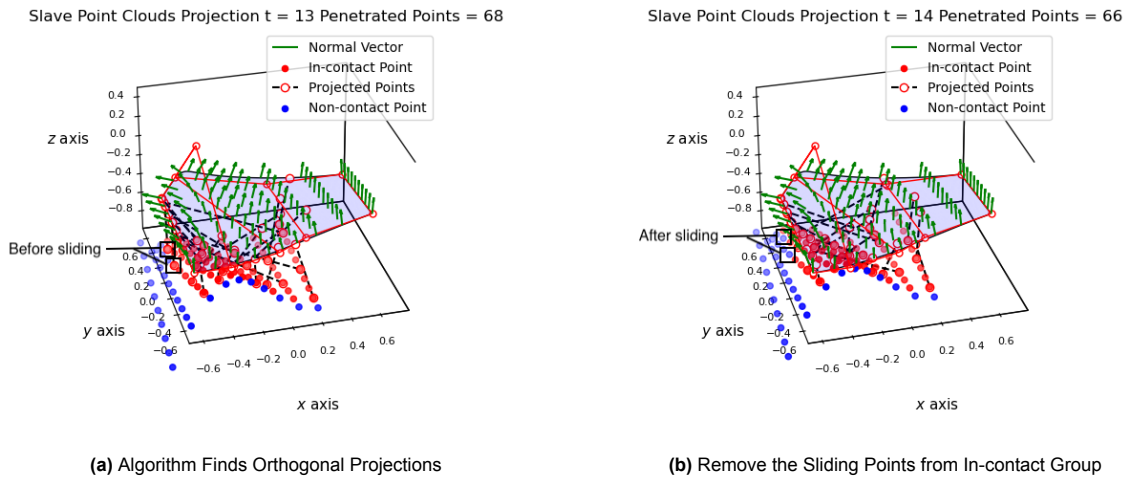 Slave Point Clouds Projection t = 13 Penetrated Points = 68
Normal Vector
In-contact Point
Projected Points
Non-contact Point
0.4
0.2
0.0
−0.2
−0.4
−0.6
−0.8
z axis
Before sliding
0.6
0.4
0.2
0.0
−0.2
−0.4
−0.6
y axis
−0.6
−0.4
−0.2
0.0
0.2
0.4
0.6
x axis
(a) Algorithm Finds Orthogonal Projections
Slave Point Clouds Projection t = 14 Penetrated Points = 66
Normal Vector
In-contact Point
Projected Points
Non-contact Point
0.4
0.2
0.0
−0.2
−0.4
−0.6
−0.8
z axis
After sliding
0.6
0.4
0.2
0.0
−0.2
−0.4
−0.6
y axis
−0.6
−0.4
−0.2
0.0
0.2
0.4
0.6
x axis
(b) Remove the Sliding Points from In-contact Group